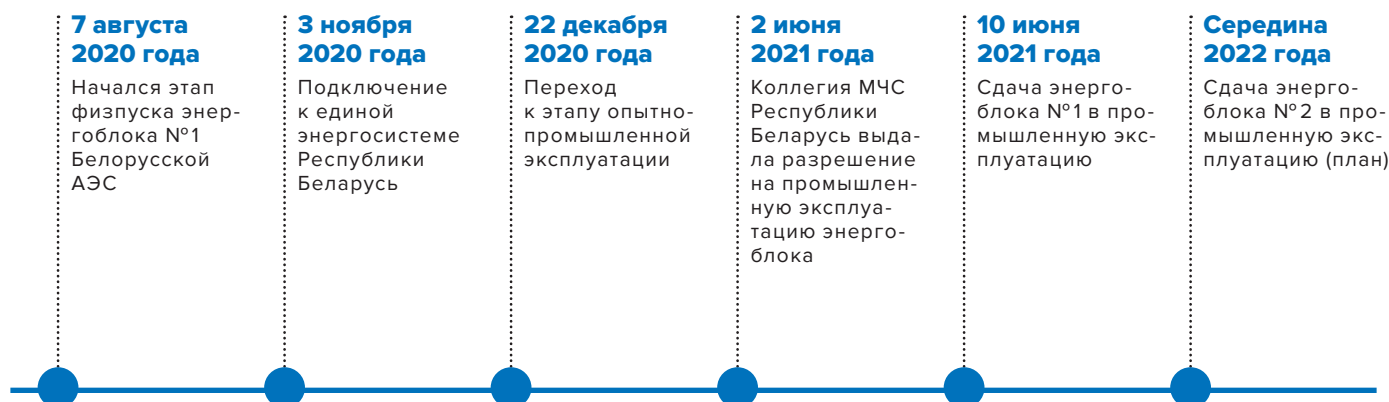 7 августа
2020 года
Начался этап
физпуска энер-
гоблока №1
Белорусской
АЭС
3 ноября
2020 года
Подключение
к единой
энергосистеме
Республики
Беларусь
22 декабря
2020 года
Переход
к этапу опытно-
промышленной
эксплуатации
2 июня
2021 года
Коллегия МЧС
Республики
Беларусь выда-
ла разрешение
на промышлен-
ную эксплуа-
тацию энерго-
блока
10 июня
2021 года
Сдача энерго-
блока №1 в про-
мышленную экс-
плуатацию
Середина
2022 года
Сдача энерго-
блока №2 в про-
мышленную экс-
плуатацию (план)